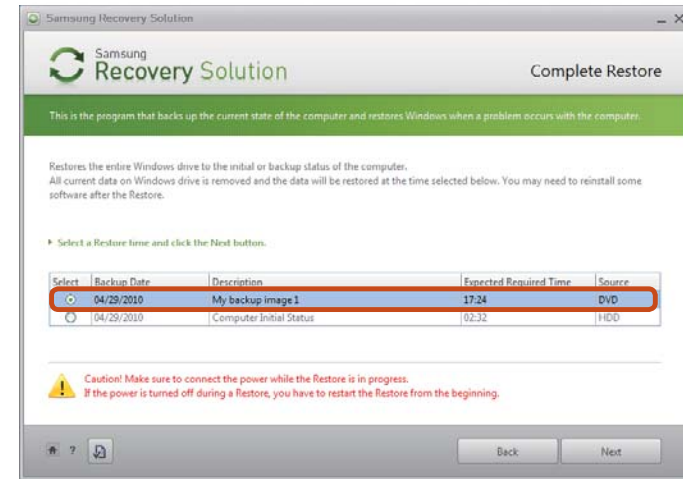 Samsung Recovery Solution
Samsung
Recovery Solution
Complete Restore
This is the program that backs up the current state of the computer and restores Windows when a problem occurs with the computer.
Restores the entire Windows drive to the initial or backup status of the computer.
All current data on Windows drive is removed and the data will be restored at the time selected below. You may need to reinstall some
software after the Restore.
Select a Restore time and click the Next button.
Select Backup Date Description Expected Required Time Source
04/29/2010 My backup image 1 17:24 DVD
04/29/2010 Computer Initial Status 02:32 HDD
Caution! Make sure to connect the power while the Restore is in progress.
If the power is turned off during a Restore, you have to restart the Restore from the beginning.
? Back Next